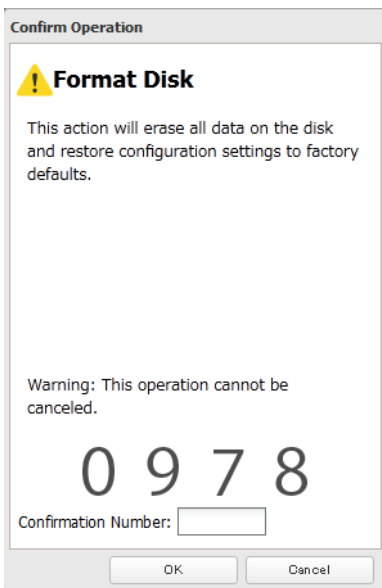 Confirm Operation
Format Disk
This action will erase all data on the disk
and restore configuration settings to factory
defaults.
Warning: This operation cannot be
canceled.
0 9 7 8
Confirmation Number:
OK Cancel